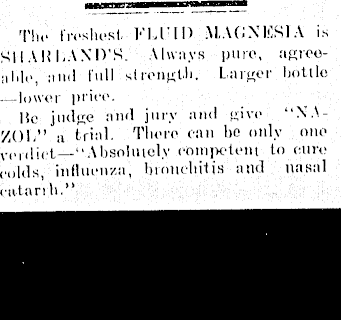 The freshest FLUID MAGNESIA is
SHARLAND'S. Always pure, agree-
able, and full strength. Larger bottle
—lower price.
Be judge and jury and give "NA-
ZOL" a trial. There can be only one
verdict—"Absolutely competent to cure
colds, influenza, bronchitis and nasal
catarrh."